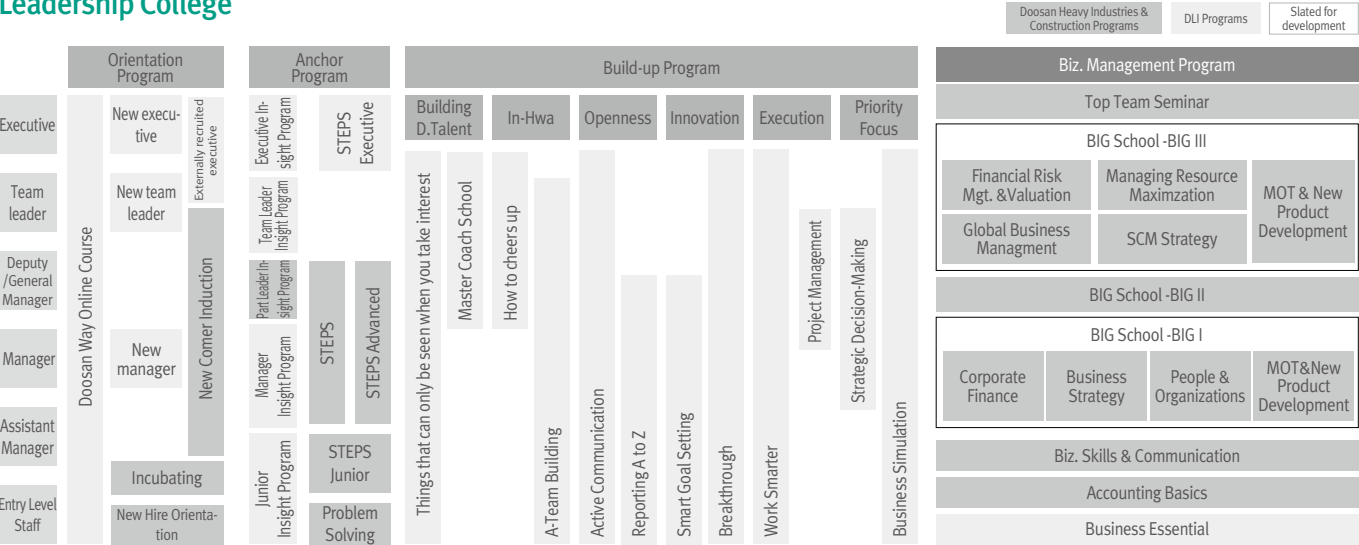 Leadership College
Doosan Heavy Industries &
Construction Programs
DLI Programs
Slated for
development
Orientation
Program
Anchor
Program
Build-up Program
Biz. Management Program
Executive
Team
leader
Deputy
/General
Manager
Manager
Assistant
Manager
Entry Level
Staff
Doosan Way Online Course
New execu-
tive
New team
leader
New
manager
Externally recruited
executive
New Comer Induction
Incubating
New Hire Orienta-
tion
Executive In-
sight Program
Team Leader
Insight Program
Part Leader In-
sight Program
Manager
Insight Program
Junior
Insight Program
STEPS
Executive
STEPS
STEPS Advanced
STEPS
Junior
Problem
Solving
Building
D.Talent
In-Hwa
Openness
Innovation
Execution
Priority
Focus
Things that can only be seen when you take interest
Master Coach School
How to cheers up
A-Team Building
Active Communication
Reporting A to Z
Smart Goal Setting
Breakthrough
Work Smarter
Project Management
Strategic Decision-Making
Business Simulation
Top Team Seminar
BIG School -BIG III
Financial Risk
Mgt. &Valuation
Managing Resource
Maximzation
MOT & New
Product
Development
Global Business
Managment
SCM Strategy
BIG School -BIG II
BIG School -BIG I
Corporate
Finance
Business
Strategy
People &
Organizations
MOT&New
Product
Development
Biz. Skills & Communication
Accounting Basics
Business Essential